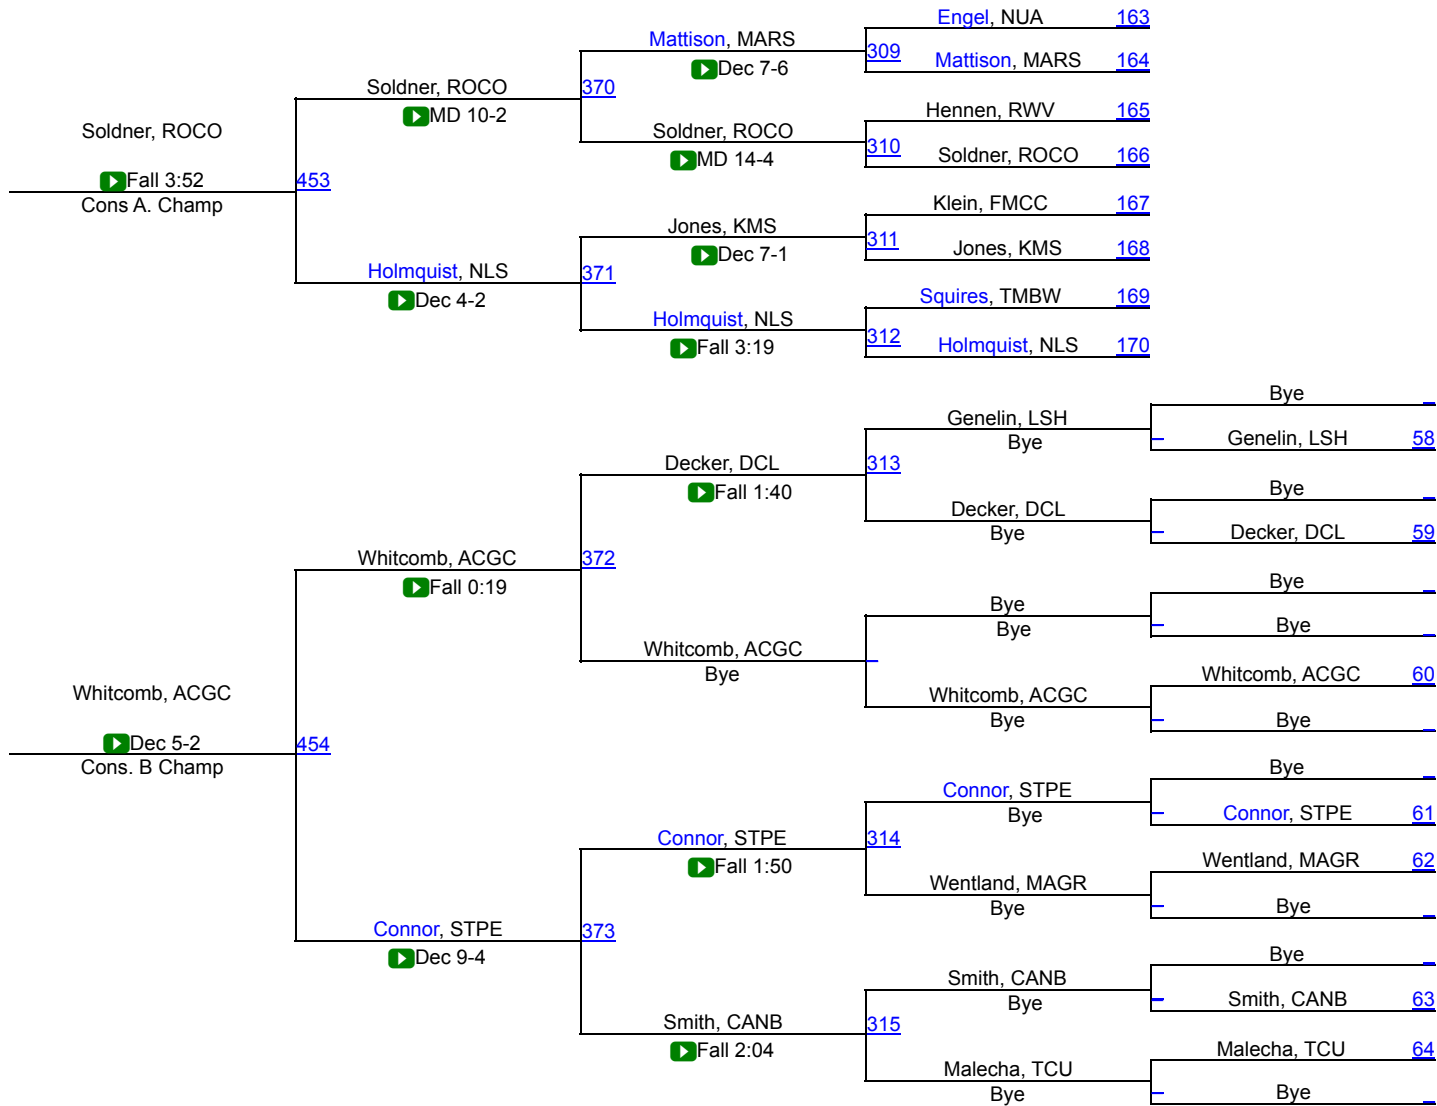 Engel, NUA 163
Mattison, MARS
309
Dec 7-6
Mattison, MARS 164
Soldner, ROCO
370
MD 10-2
Hennen, RWV 165
Soldner, ROCO
Soldner, ROCO
310
MD 14-4
Soldner, ROCO 166
Fall 3:52
453
Cons A. Champ
Klein, FMCC 167
Jones, KMS
311
Dec 7-1
Jones, KMS 168
Holmquist, NLS
371
Dec 4-2
Squires, TMBW 169
Holmquist, NLS
312
Fall 3:19
Holmquist, NLS 170
Bye
Genelin, LSH
Bye
Genelin, LSH 58
Decker, DCL
313
Fall 1:40
Bye
Decker, DCL
Bye
Decker, DCL 59
Whitcomb, ACGC
372
Fall 0:19
Bye
Bye
Bye
Bye
Whitcomb, ACGC
Bye
Whitcomb, ACGC 60
Whitcomb, ACGC
Whitcomb, ACGC
Bye
Bye
Dec 5-2
454
Cons. B Champ
Bye
Connor, STPE
Bye
Connor, STPE 61
Connor, STPE
314
Fall 1:50
Wentland, MAGR 62
Wentland, MAGR
Bye
Bye
Connor, STPE
373
Dec 9-4
Bye
Smith, CANB
Bye
Smith, CANB 63
Smith, CANB
315
Fall 2:04
Malecha, TCU 64
Malecha, TCU
Bye
Bye